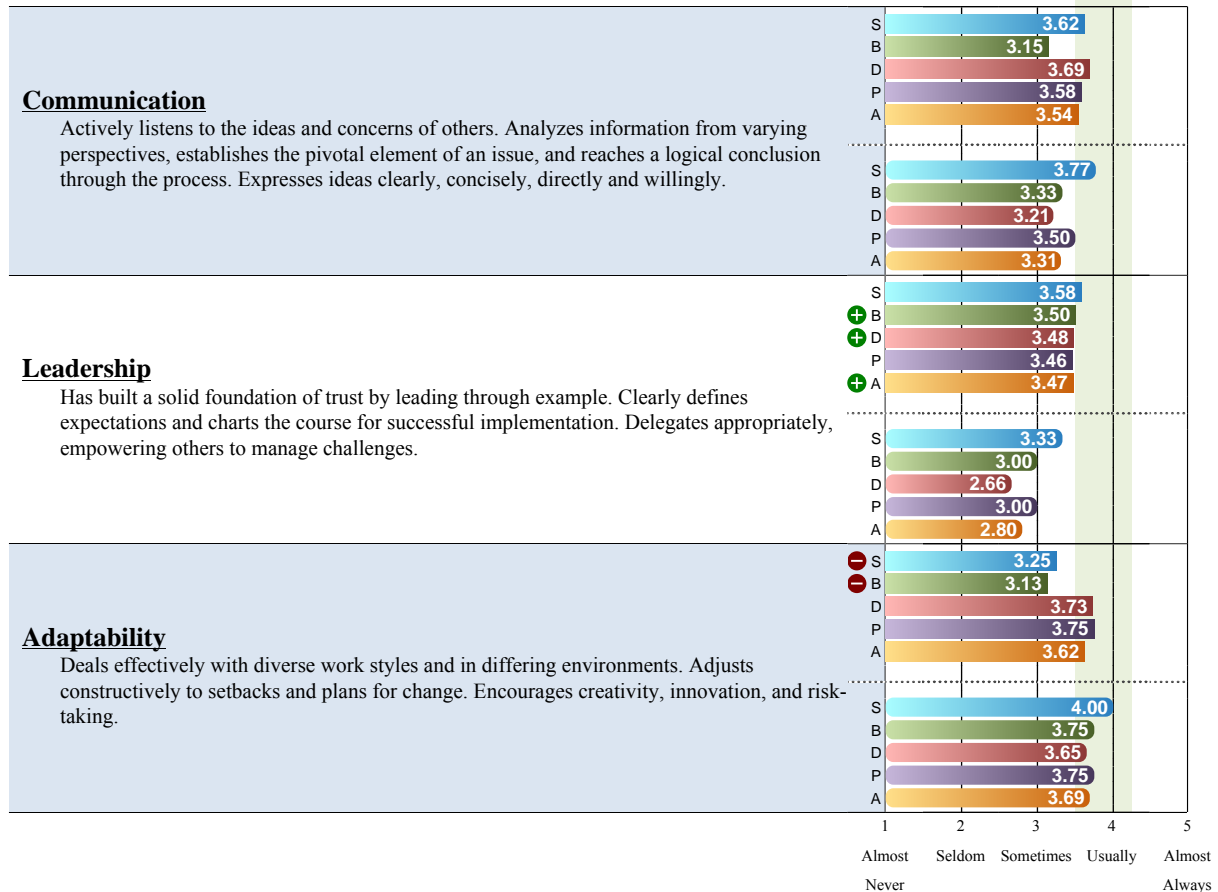 Communication
Actively listens to the ideas and concerns of others. Analyzes information from varying
perspectives, establishes the pivotal element of an issue, and reaches a logical conclusion
through the process. Expresses ideas clearly, concisely, directly and willingly.
S 3.62
B 3.15
D 3.69
P 3.58
A 3.54
S 3.77
B 3.33
D 3.21
P 3.50
A 3.31
Leadership
Has built a solid foundation of trust by leading through example. Clearly defines
expectations and charts the course for successful implementation. Delegates appropriately,
empowering others to manage challenges.
S 3.58
+ B 3.50
+ D 3.48
P 3.46
+ A 3.47
S 3.33
B 3.00
D 2.66
P 3.00
A 2.80
Adaptability
Deals effectively with diverse work styles and in differing environments. Adjusts
constructively to setbacks and plans for change. Encourages creativity, innovation, and risk-
taking.
− S 3.25
− B 3.13
D 3.73
P 3.75
A 3.62
S 4.00
B 3.75
D 3.65
P 3.75
A 3.69
1 2 3 4 5
Almost Seldom Sometimes Usually Almost
Never Always